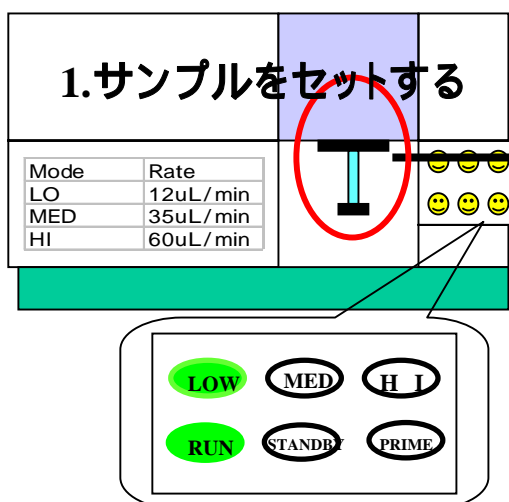 1.サンプルをセットする
Mode Rate
LO 12uL/min
MED 35uL/min
HI 60uL/min
LOW MED H I
RUN STANDBY PRIME